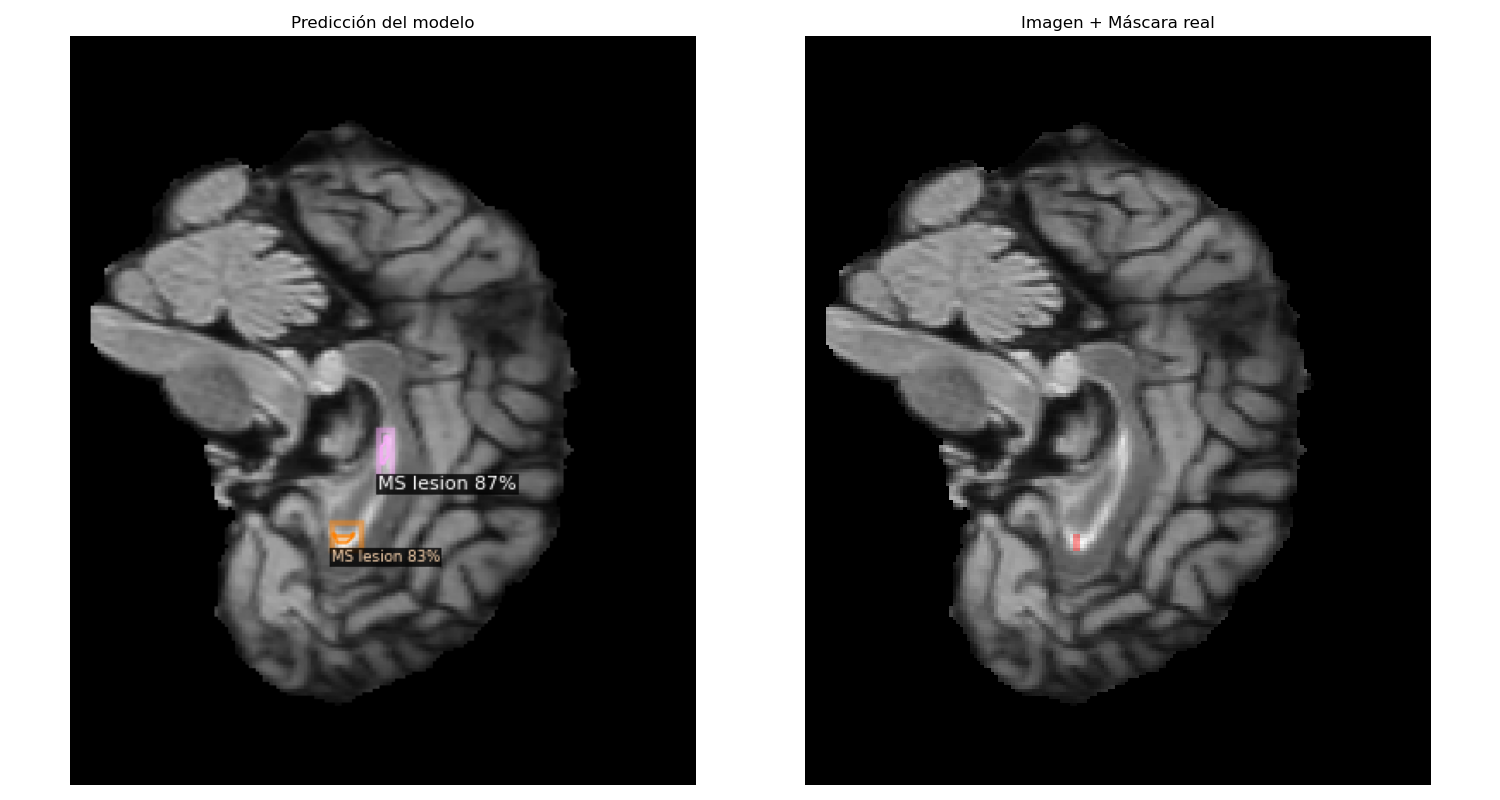 Predicción del modelo
Imagen + Máscara real
MS lesion 87%
MS lesion 83%